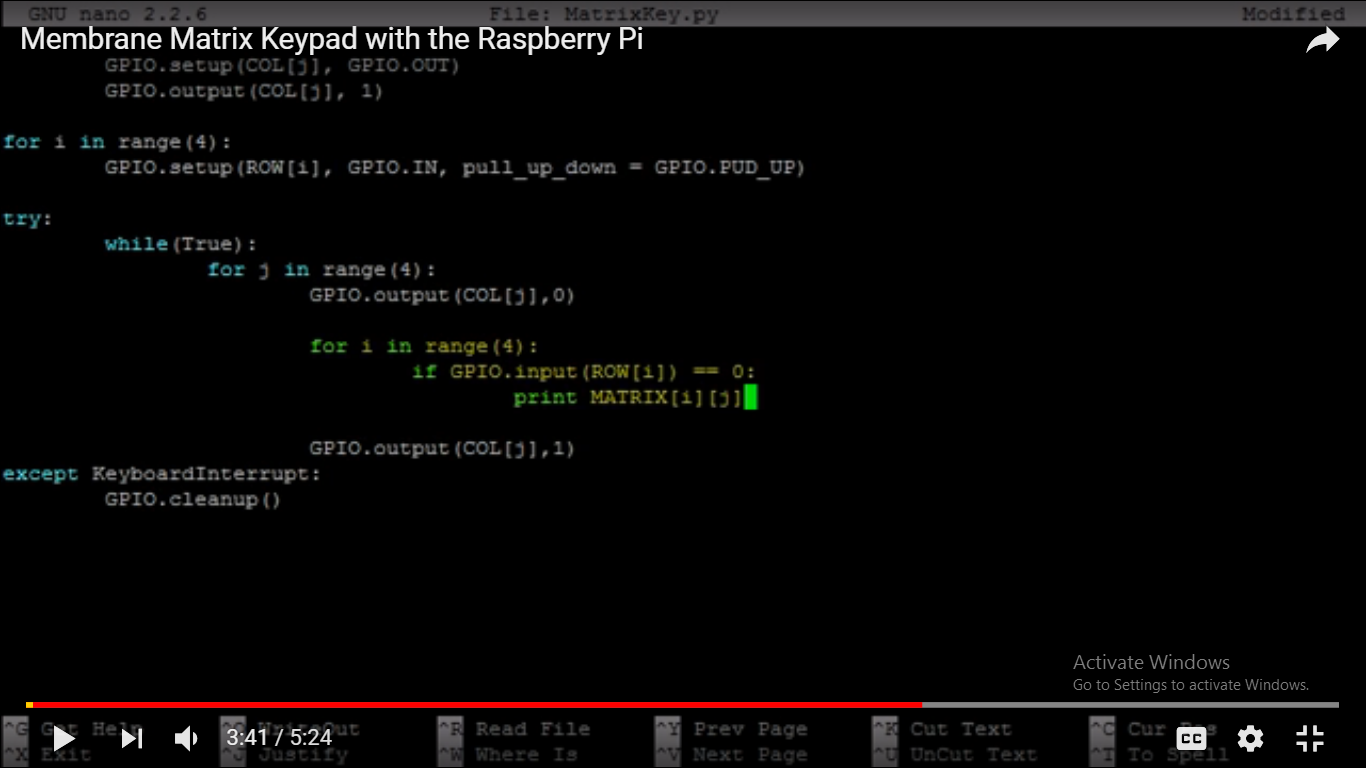 GNU nano 2.2.6 File: MatrixKey.py Modified
Membrane Matrix Keypad with the Raspberry Pi
GPIO.setup(COL[j], GPIO.OUT)
GPIO.output(COL[j], 1)
for i in range(4):
GPIO.setup(ROW[i], GPIO.IN, pull_up_down = GPIO.PUD_UP)
try:
while(True):
for j in range(4):
GPIO.output(COL[j],0)
for i in range(4):
if GPIO.input(ROW[i]) == 0:
print MATRIX[i][j]
GPIO.output(COL[j],1)
except KeyboardInterrupt:
GPIO.cleanup()
Activate Windows
Go to Settings to activate Windows.
^G Get Help ^O WriteOut ^R Read File ^Y Prev Page ^K Cut Text ^C Cur Pos
3:41 / 5:24 CC
^X Exit ^J Justify ^W Where Is ^V Next Page ^U UnCut Text ^T To Spell